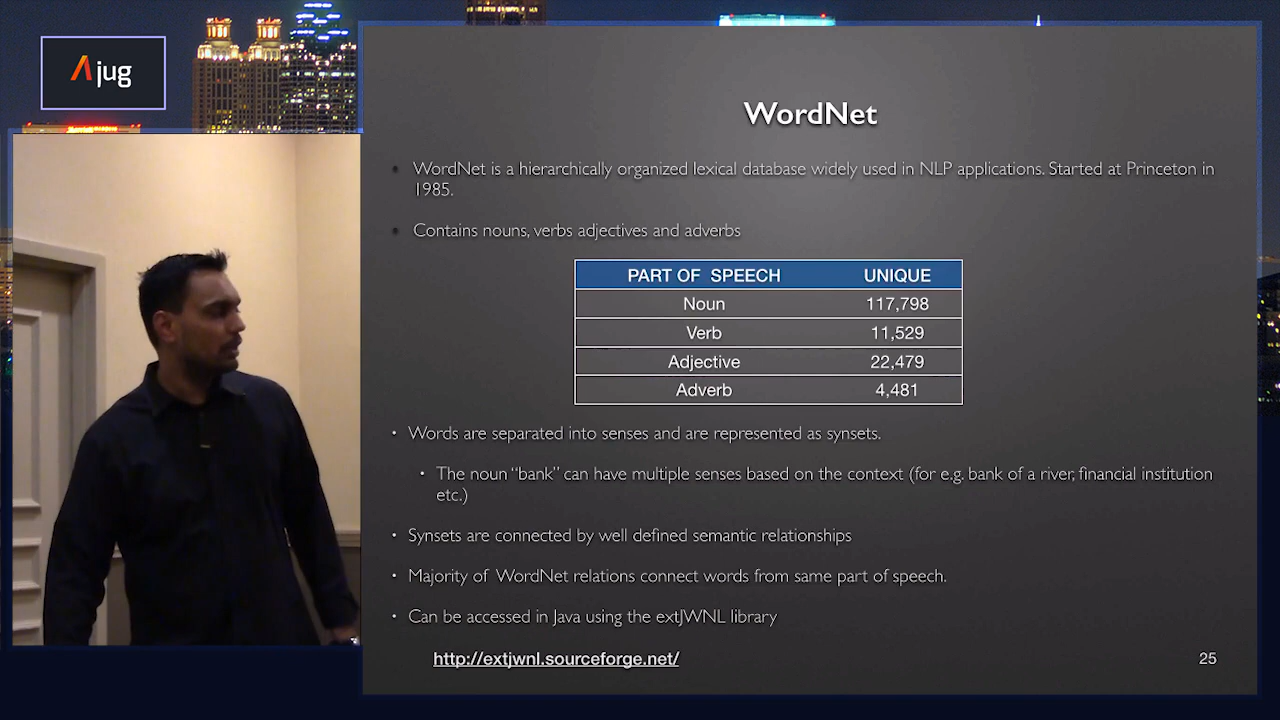 Ajug
WordNet
• WordNet is a hierarchically organized lexical database widely used in NLP applications. Started at Princeton in
1985.
• Contains nouns, verbs adjectives and adverbs
PART OF SPEECH UNIQUE
Noun 117,798
Verb 11,529
Adjective 22,479
Adverb 4,481
• Words are separated into senses and are represented as synsets.
• The noun “bank” can have multiple senses based on the context (for e.g. bank of a river, financial institution
etc.)
• Synsets are connected by well defined semantic relationships
• Majority of WordNet relations connect words from same part of speech.
• Can be accessed in Java using the extJWNL library
http://extjwnl.sourceforge.net/
25